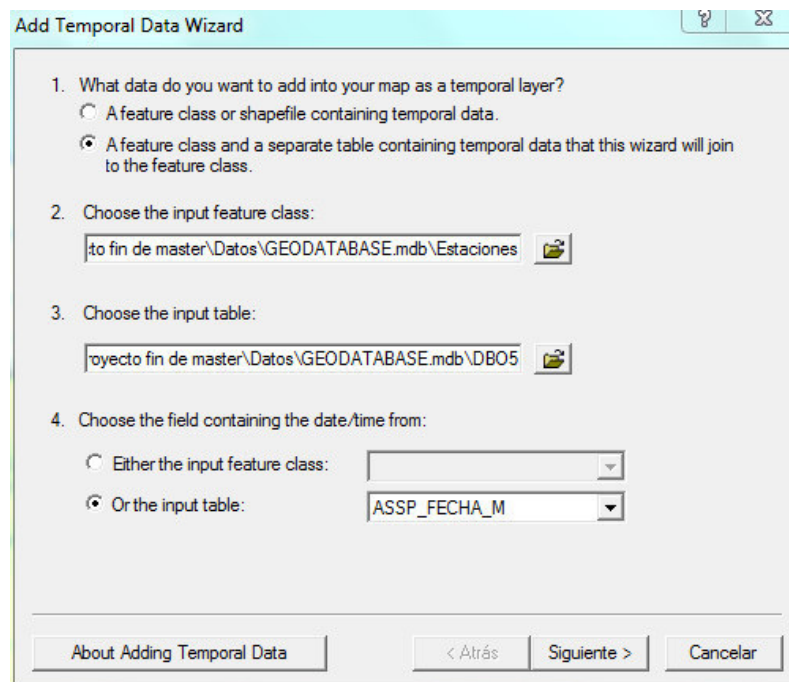 Add Temporal Data Wizard
1. What data do you want to add into your map as a temporal layer?
A feature class or shapefile containing temporal data.
A feature class and a separate table containing temporal data that this wizard will join
to the feature class.
2. Choose the input feature class:
to fin de master\Datos\GEODATABASE.mdb\Estaciones
3. Choose the input table:
royecto fin de master\Datos\GEODATABASE.mdb\DBO5
4. Choose the field containing the date/time from:
Either the input feature class:
Or the input table: ASSP_FECHA_M
About Adding Temporal Data < Atrás Siguiente > Cancelar